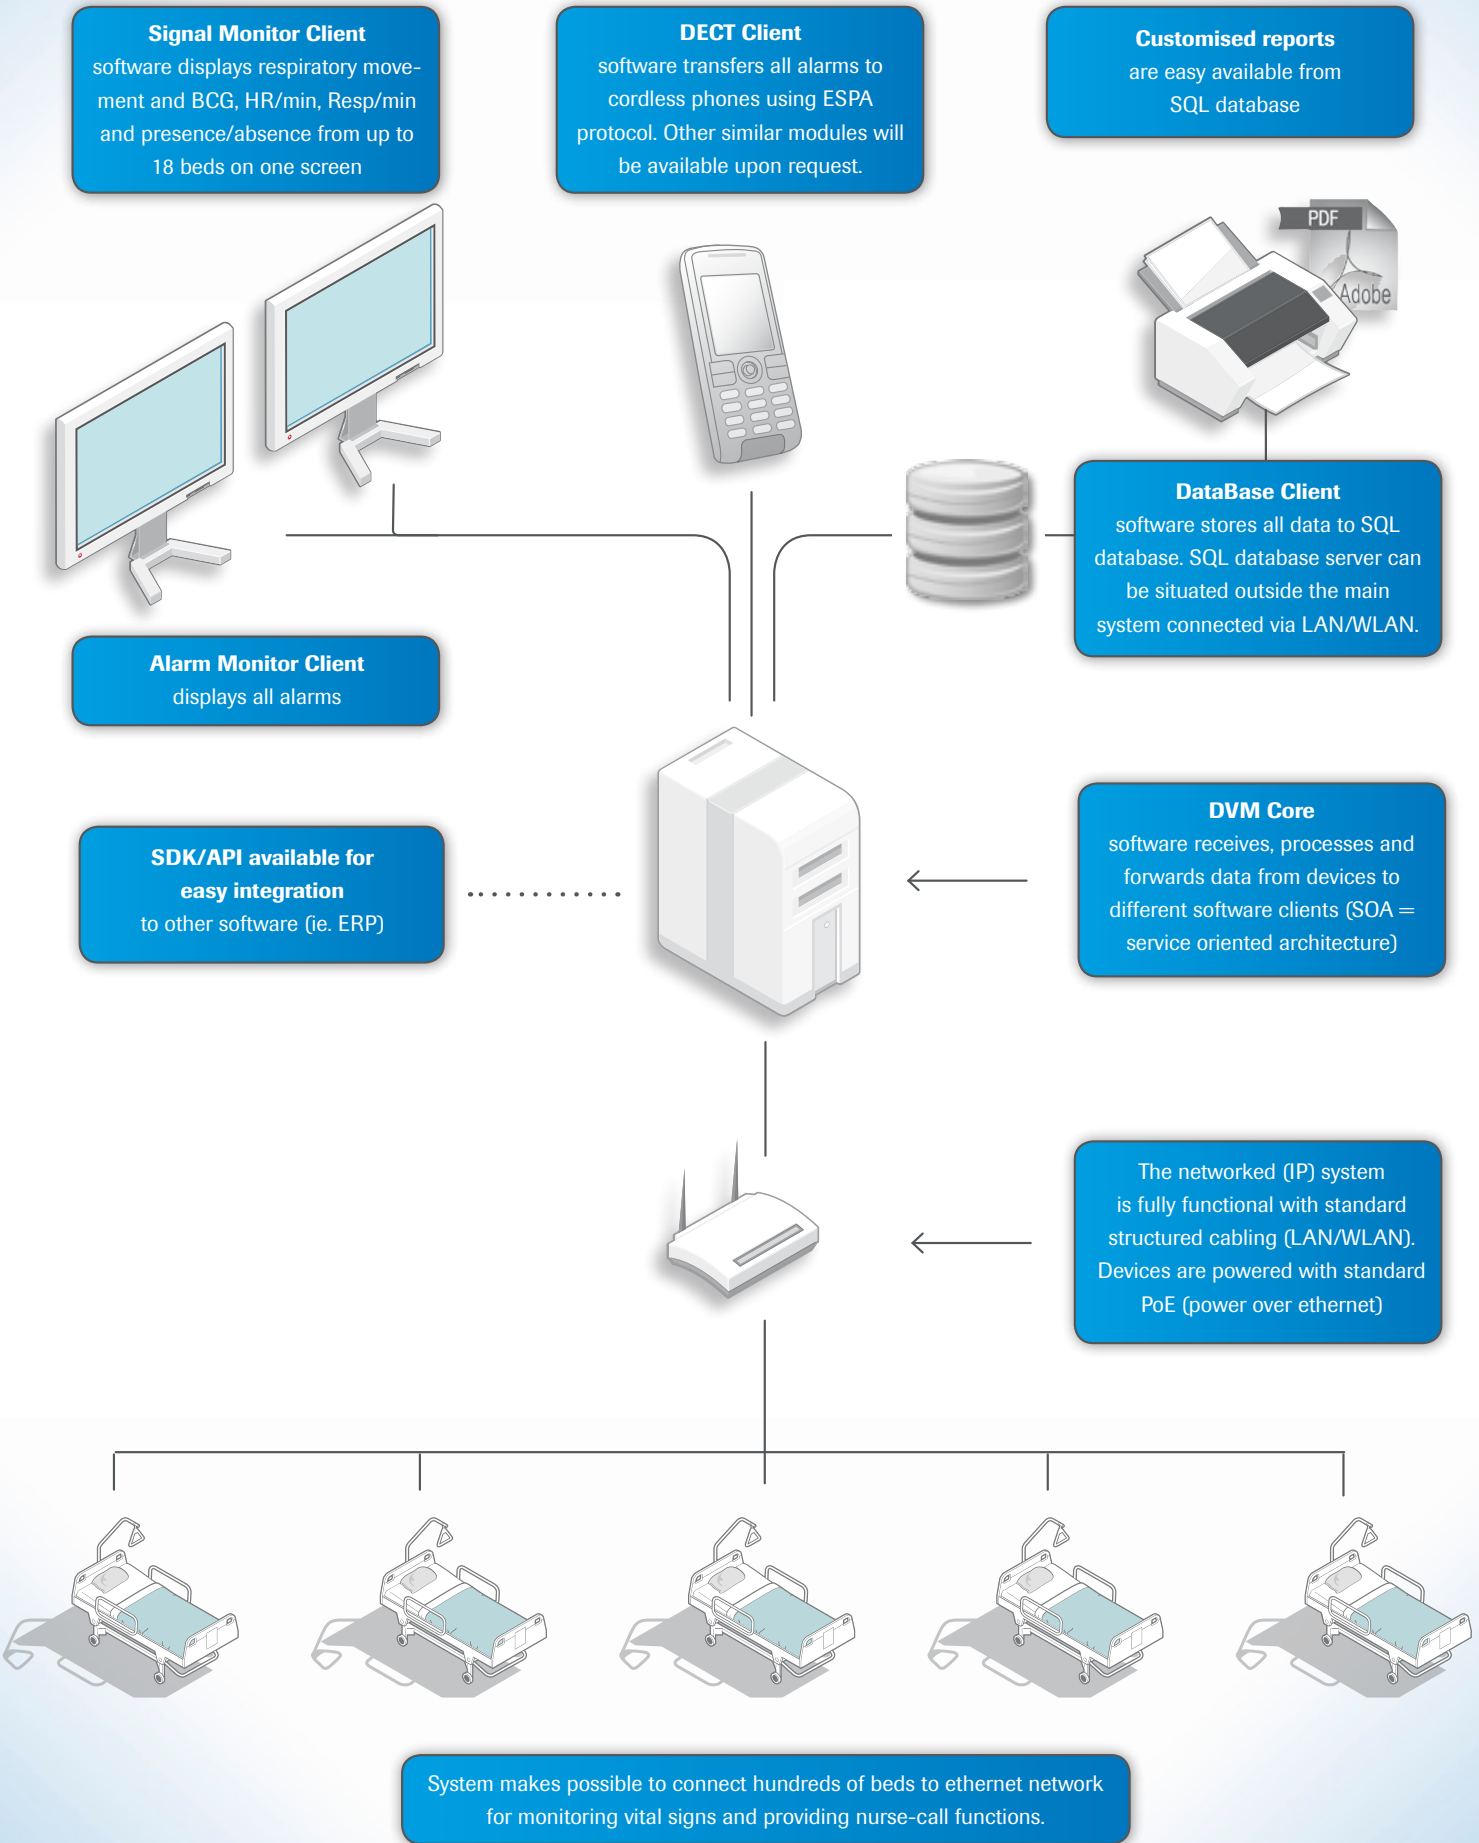 Signal Monitor Client
software displays respiratory move-
ment and BCG, HR/min, Resp/min
and presence/absence from up to
18 beds on one screen
DECT Client
software transfers all alarms to
cordless phones using ESPA
protocol. Other similar modules will
be available upon request.
Customised reports
are easy available from
SQL database
PDF
Adobe
DataBase Client
software stores all data to SQL
database. SQL database server can
be situated outside the main
system connected via LAN/WLAN.
Alarm Monitor Client
displays all alarms
SDK/API available for
easy integration
to other software (ie. ERP)
DVM Core
software receives, processes and
forwards data from devices to
different software clients (SOA =
service oriented architecture)
The networked (IP) system
is fully functional with standard
structured cabling (LAN/WLAN).
Devices are powered with standard
PoE (power over ethernet)
System makes possible to connect hundreds of beds to ethernet network
for monitoring vital signs and providing nurse-call functions.